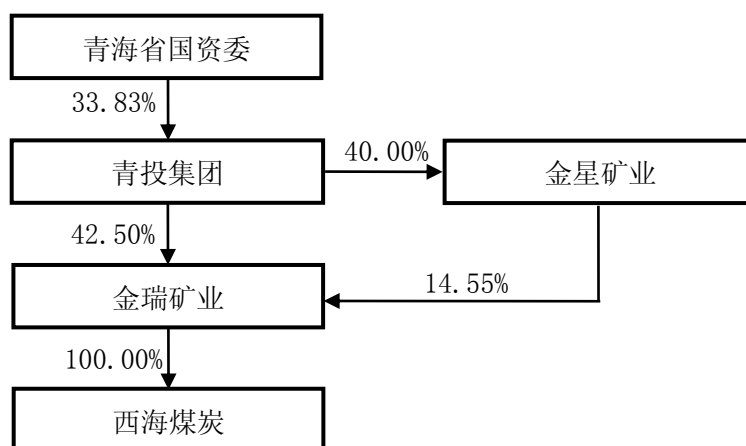 青海省国资委
33.83%
青投集团
40.00%
金星矿业
42.50%
金瑞矿业
14.55%
100.00%
西海煤炭